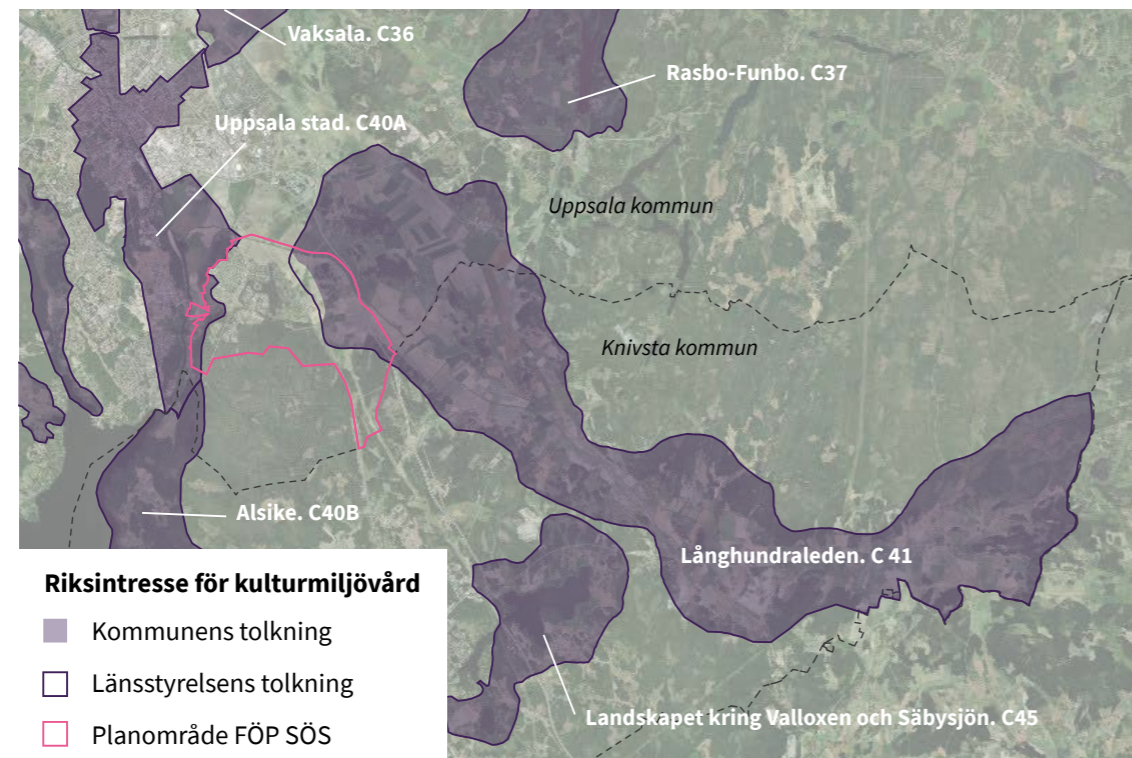 Vaksala. C36
Rasbo-Funbo. C37
Uppsala stad. C40A
Uppsala kommun
Knivsta kommun
Alsike. C40B
Långhundraleden. C 41
Landskapet kring Valloxen och Säbysjön. C45
Riksintresse för kulturmiljövård
Kommunens tolkning
Länsstyrelsens tolkning
Planområde FÖP SÖS